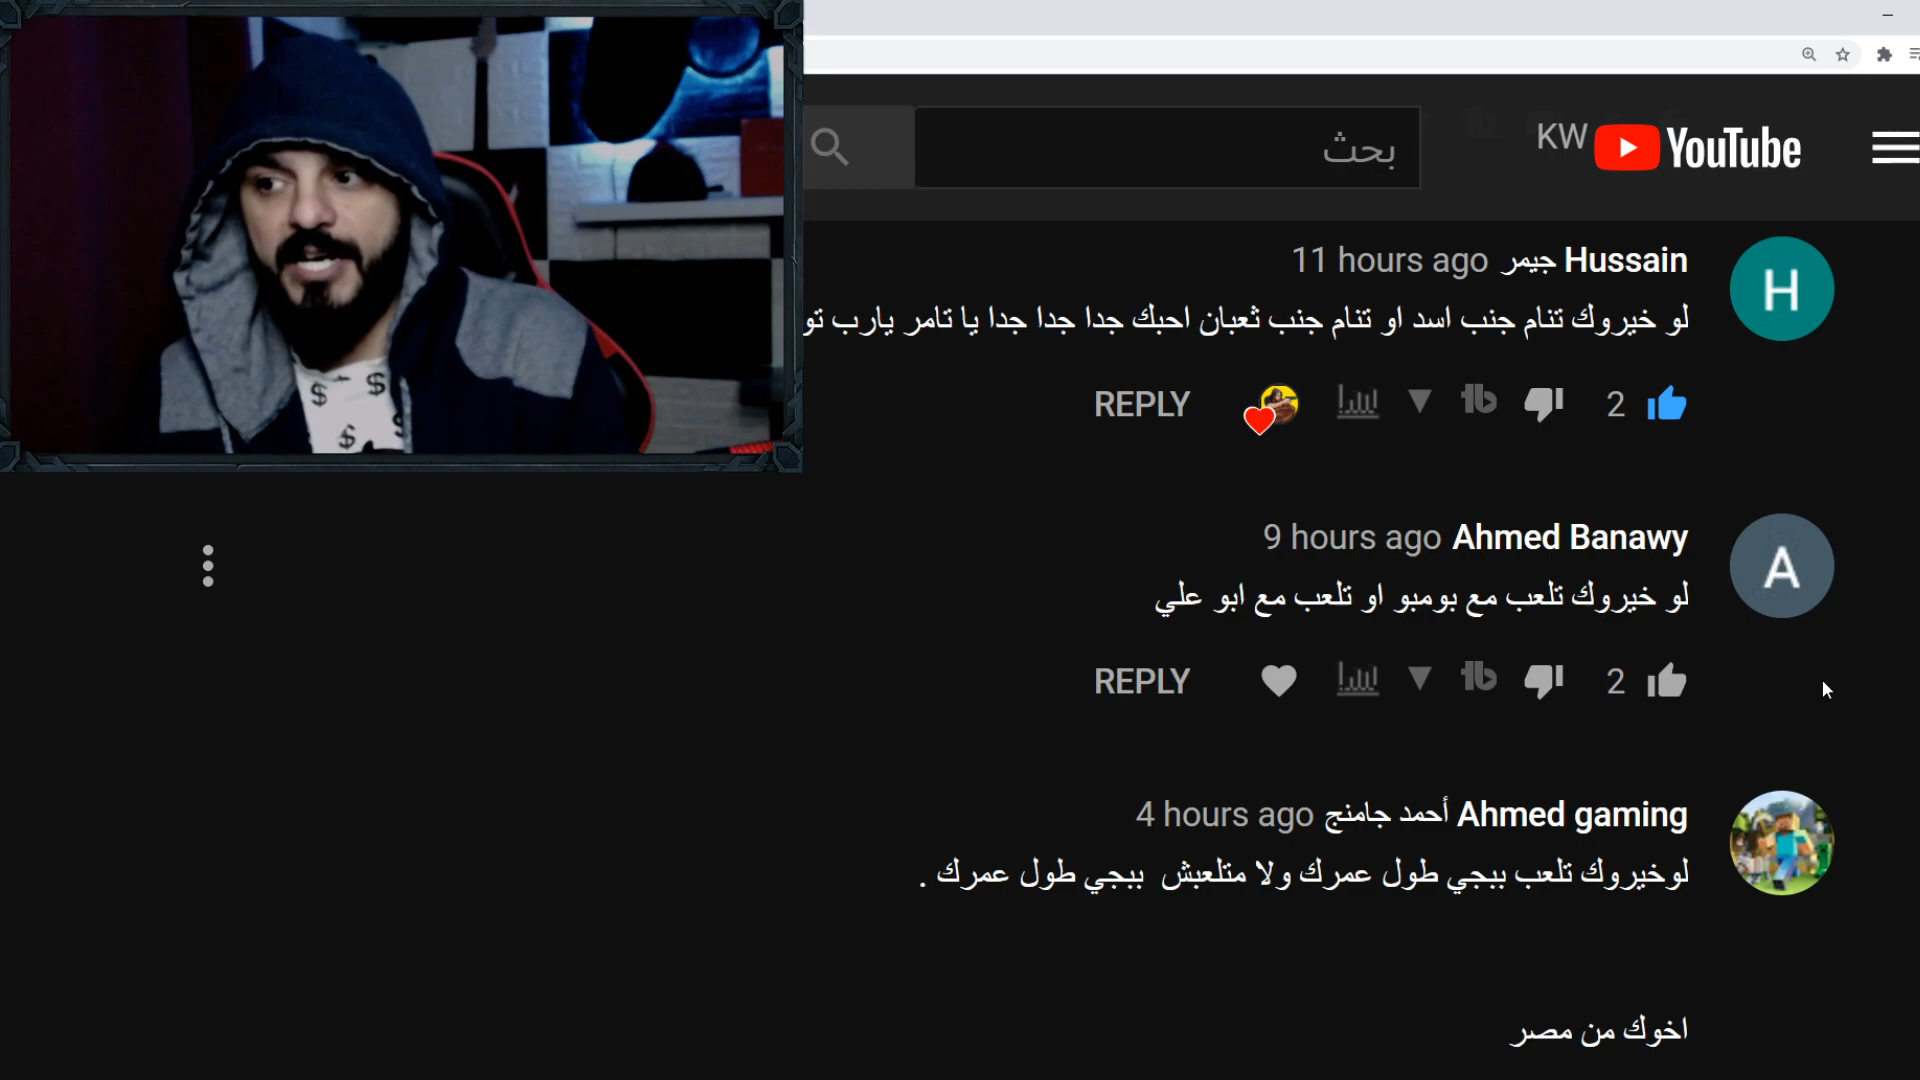 بحث
YouTube KW
Hussain جيمر 11 hours ago
لو خيروك تنام جنب اسد او تنام جنب ثعبان احبك جدا جدا جدا يا تامر يارب تو
REPLY 2
Ahmed Banawy 9 hours ago
لو خيروك تلعب مع بومبو او تلعب مع ابو علي
REPLY 2
Ahmed gaming أحمد جامنج 4 hours ago
لوخيروك تلعب ببجي طول عمرك ولا متلعبش ببجي طول عمرك .
اخوك من مصر
H
A
$ $
$